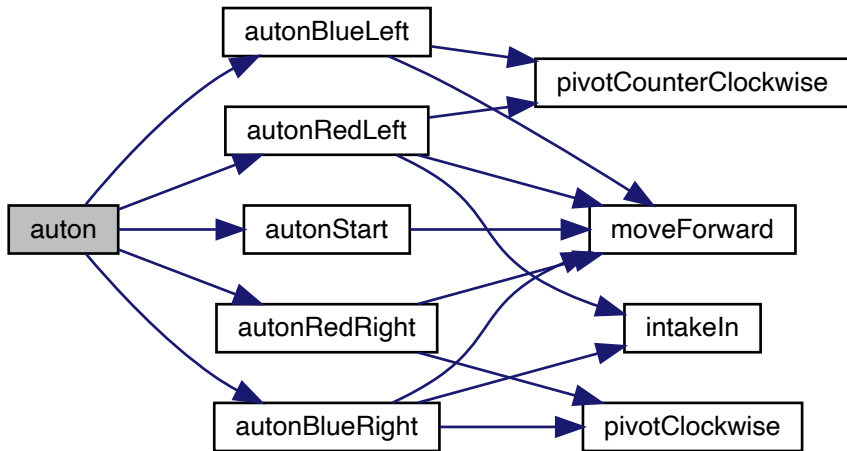 auton
autonBlueLeft
autonRedLeft
autonStart
autonRedRight
autonBlueRight
pivotCounterClockwise
moveForward
intakeIn
pivotClockwise